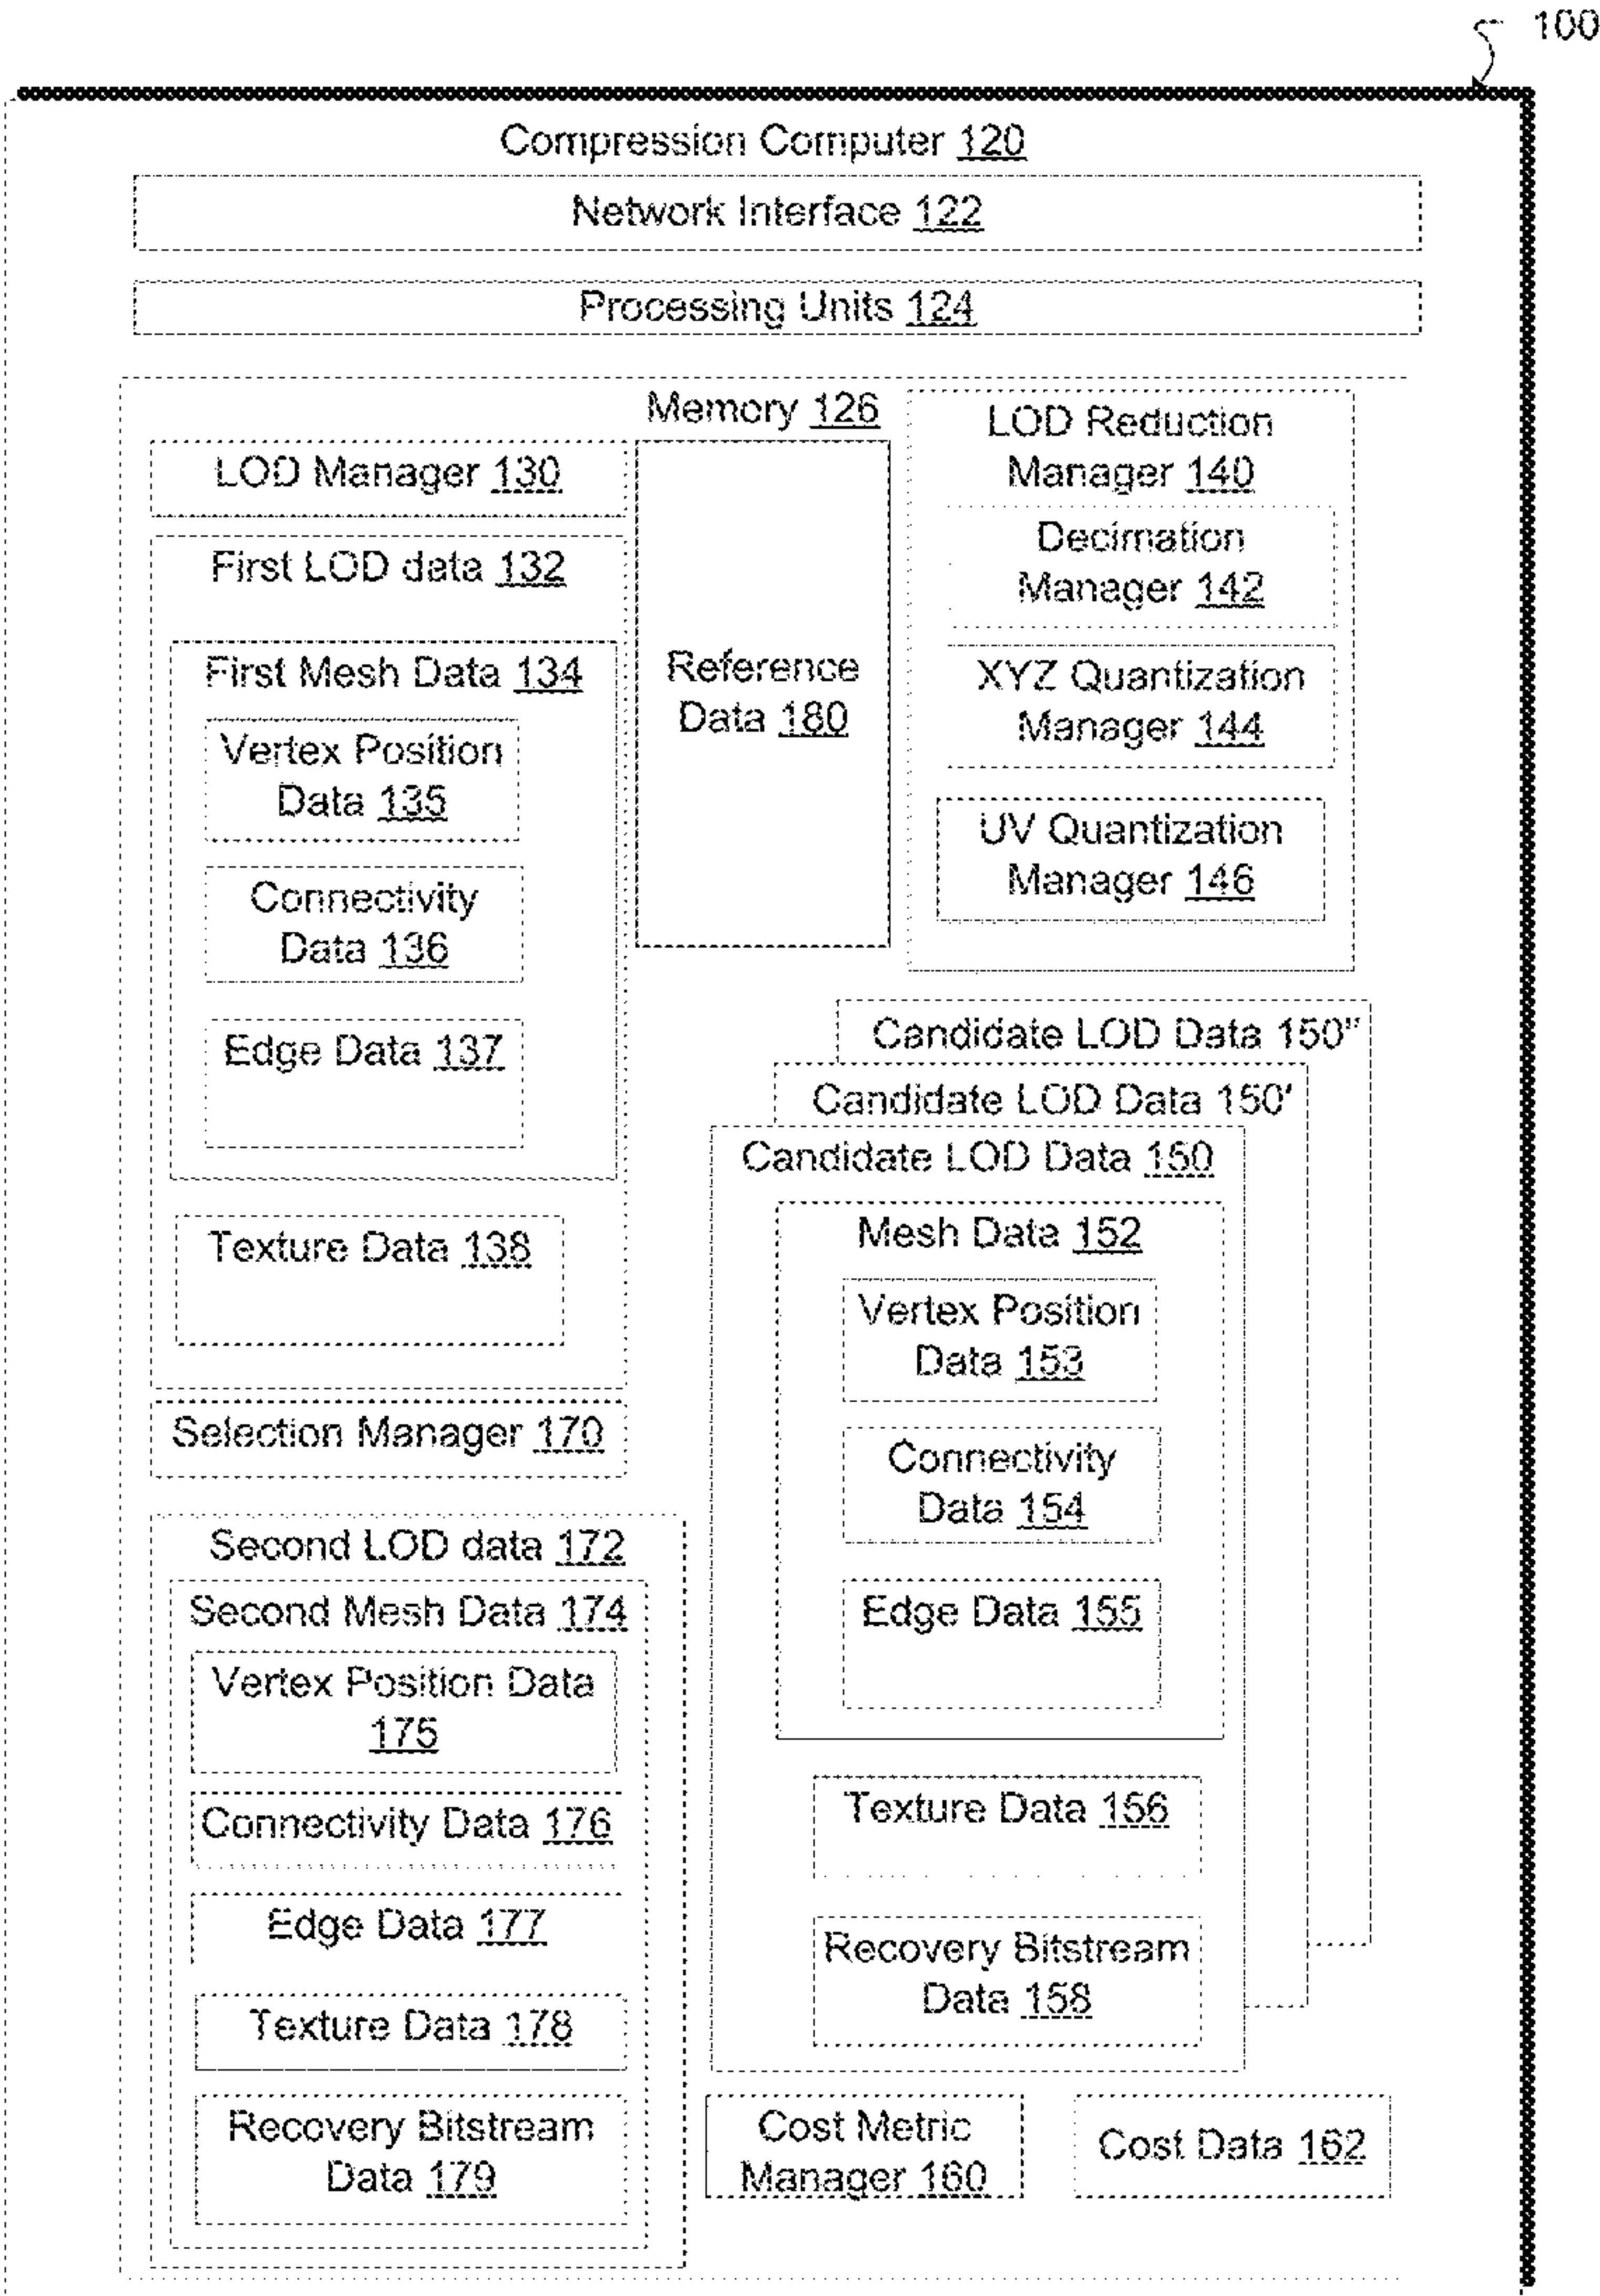 100
Compression Computer 120
Network Interface 122
Processing Units 124
Memory 126
LOD Manager 130
First LOD data 132
First Mesh Data 134
Vertex Position
Data 135
Connectivity
Data 136
Edge Data 137
Texture Data 138
Reference
Data 180
LOD Reduction
Manager 140
Decimation
Manager 142
XYZ Quantization
Manager 144
UV Quantization
Manager 146
Candidate LOD Data 150"
Candidate LOD Data 150'
Candidate LOD Data 150
Mesh Data 152
Vertex Position
Data 153
Connectivity
Data 154
Edge Data 155
Texture Data 156
Recovery Bitstream
Data 158
Selection Manager 170
Second LOD data 172
Second Mesh Data 174
Vertex Position Data
175
Connectivity Data 176
Edge Data 177
Texture Data 178
Recovery Bitstream
Data 179
Cost Metric
Manager 160
Cost Data 162